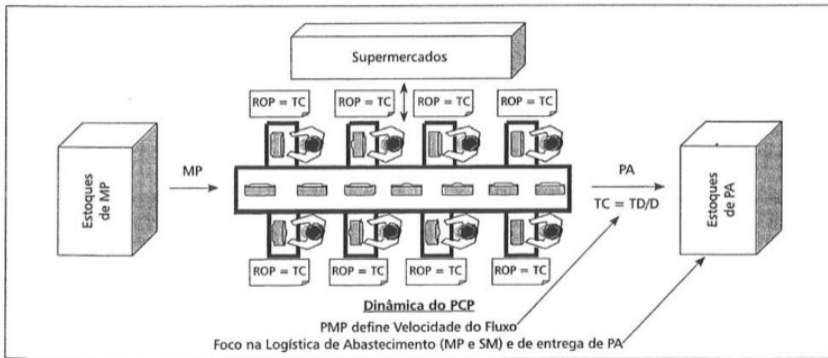 Supermercados
ROP = TC
ROP = TC
ROP = TC
ROP = TC
Estoques
de MP
MP
PA
TC = TD/D
Estoques
de PA
ROP = TC
ROP = TC
ROP = TC
ROP = TC
Dinâmica do PCP
PMP define Velocidade do Fluxo
Foco na Logística de Abastecimento (MP e SM) e de entrega de PA